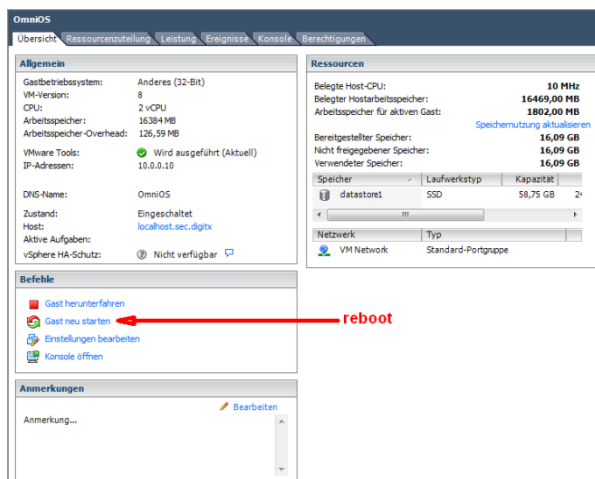 OmniOS
Übersicht Ressourcenzuteilung Leistung Ereignisse Konsole Berechtigungen
Allgemein
Gastbetriebssystem: Anderes (32-Bit)
VM-Version: 8
CPU: 2 vCPU
Arbeitsspeicher: 16384 MB
Arbeitsspeicher-Overhead: 126,59 MB
VMware Tools: Wird ausgeführt (Aktuell)
IP-Adressen: 10.0.0.10
DNS-Name: OmniOS
Zustand: Eingeschaltet
Host: localhost.sec.digitx
Aktive Aufgaben:
vSphere HA-Schutz: Nicht verfügbar
Befehle
Gast herunterfahren
Gast neu starten
reboot
Einstellungen bearbeiten
Konsole öffnen
Anmerkungen
Bearbeiten
Anmerkung...
Ressourcen
Belegte Host-CPU: 10 MHz
Belegter Hostarbeitsspeicher: 16469,00 MB
Arbeitsspeicher für aktiven Gast: 1802,00 MB
Speichernutzung aktualisieren
Bereitgestellter Speicher: 16,09 GB
Nicht freigegebener Speicher: 16,09 GB
Verwendeter Speicher: 16,09 GB
Speicher Laufwerkstyp Kapazität
datastore1 SSD 58,75 GB
Netzwerk Typ
VM Network Standard-Portgruppe